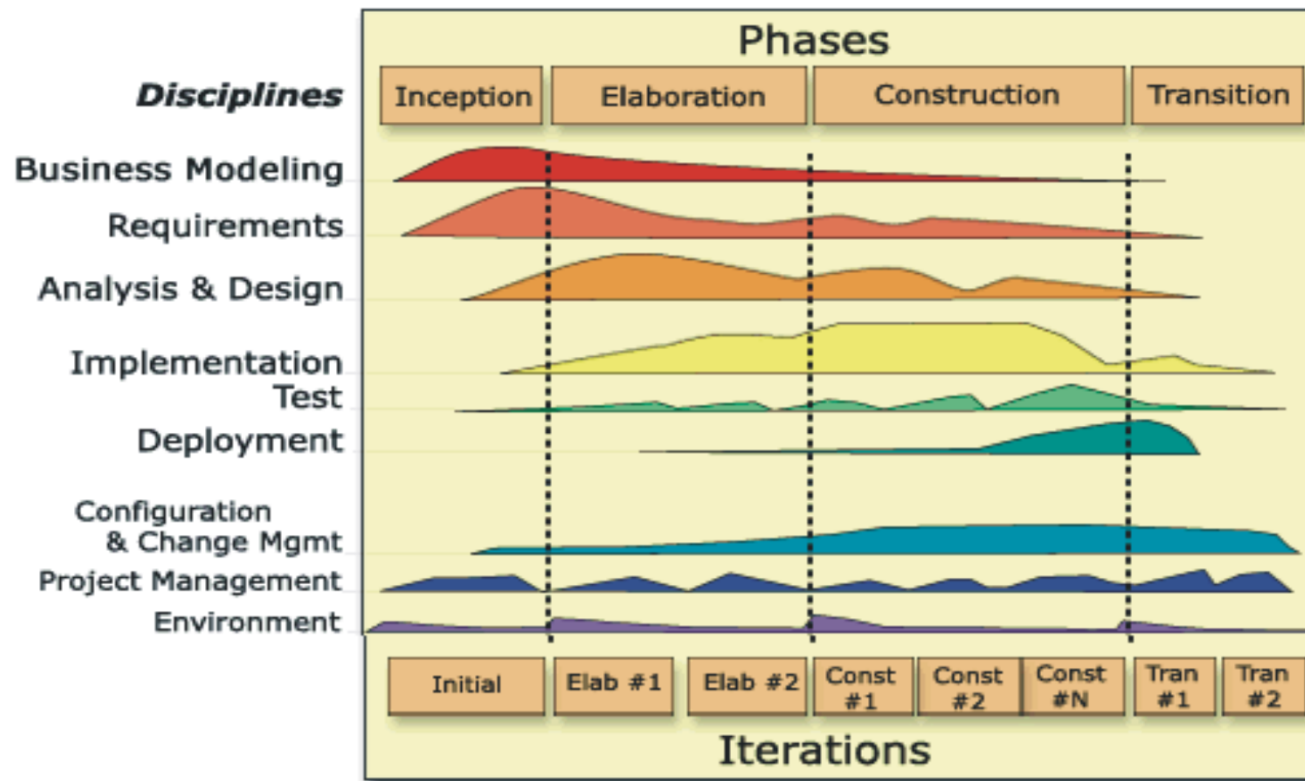 Phases
Disciplines
Inception
Elaboration
Construction
Transition
Business Modeling
Requirements
Analysis & Design
Implementation
Test
Deployment
Configuration
& Change Mgmt
Project Management
Environment
Initial
Elab #1
Elab #2
Const
#1
Const
#2
Const
#N
Tran
#1
Tran
#2
Iterations